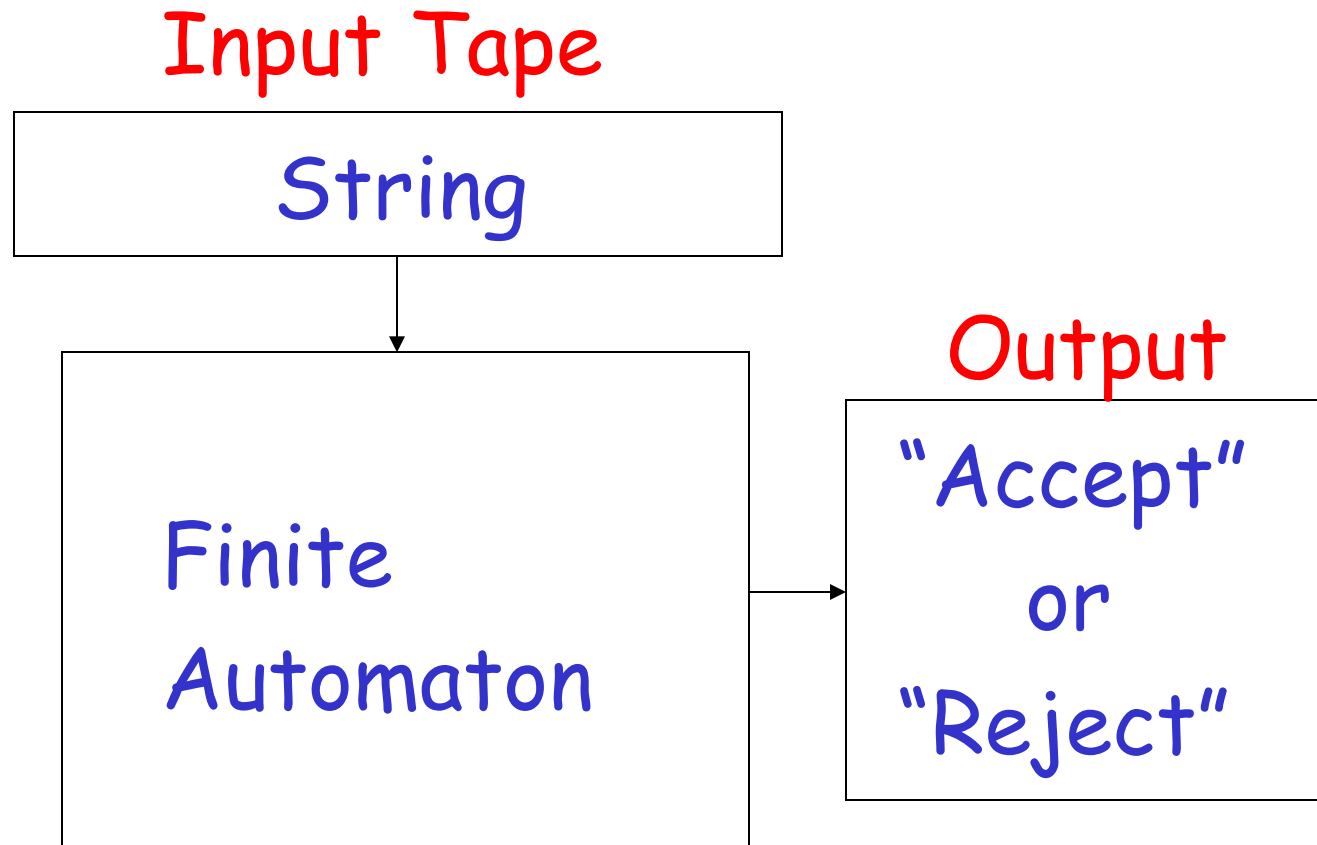 Input Tape
String
Output
“Accept”
or
“Reject”
Finite
Automaton